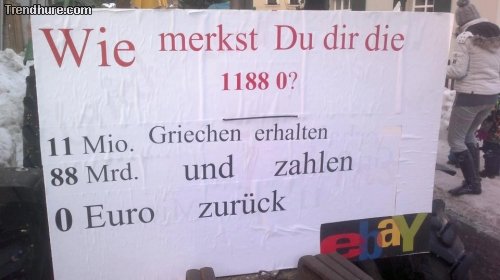 Trendhure.com
Wie merkst Du dir die
1188 0?
11 Mio. Griechen erhalten
88 Mrd. und zahlen
0 Euro zurück
ebaY